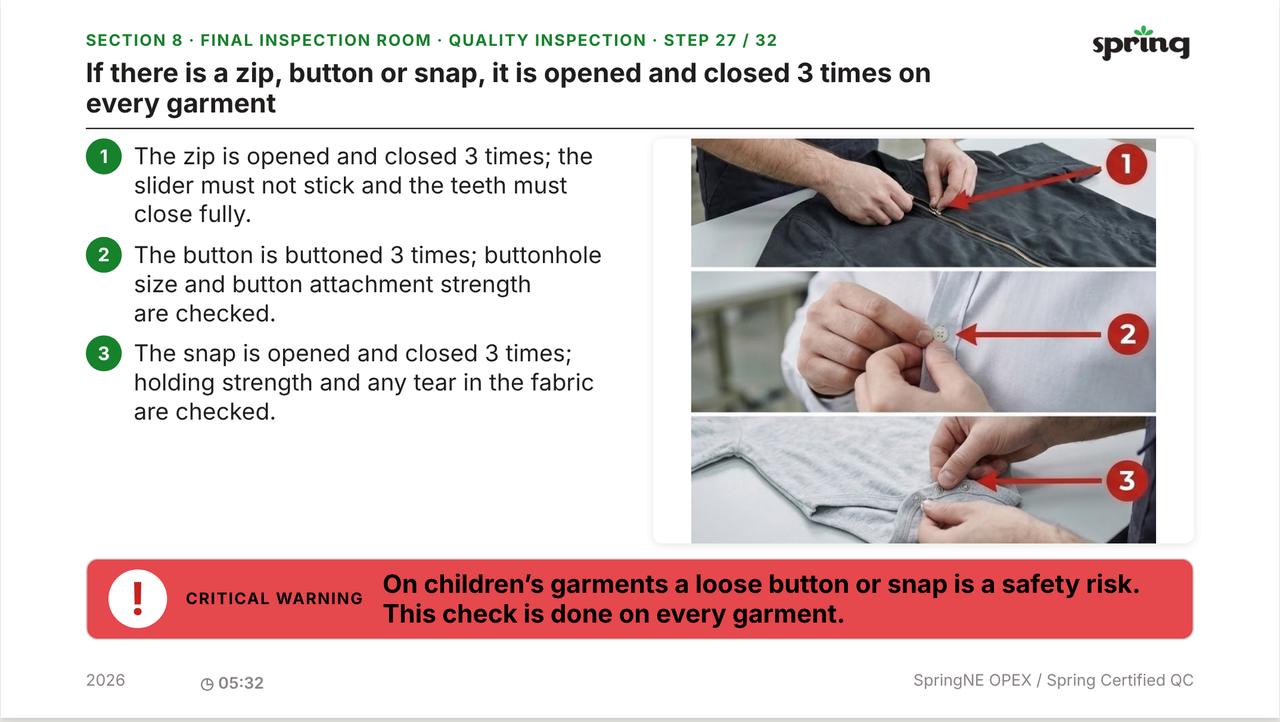 SECTION 8 · FINAL INSPECTION ROOM · QUALITY INSPECTION · STEP 27 / 32
spring
If there is a zip, button or snap, it is opened and closed 3 times on
every garment
1 The zip is opened and closed 3 times; the
slider must not stick and the teeth must
close fully.
2 The button is buttoned 3 times; buttonhole
size and button attachment strength
are checked.
3 The snap is opened and closed 3 times;
holding strength and any tear in the fabric
are checked.
1
2
3
! CRITICAL WARNING
On children’s garments a loose button or snap is a safety risk.
This check is done on every garment.
2026
05:32
SpringNE OPEX / Spring Certified QC